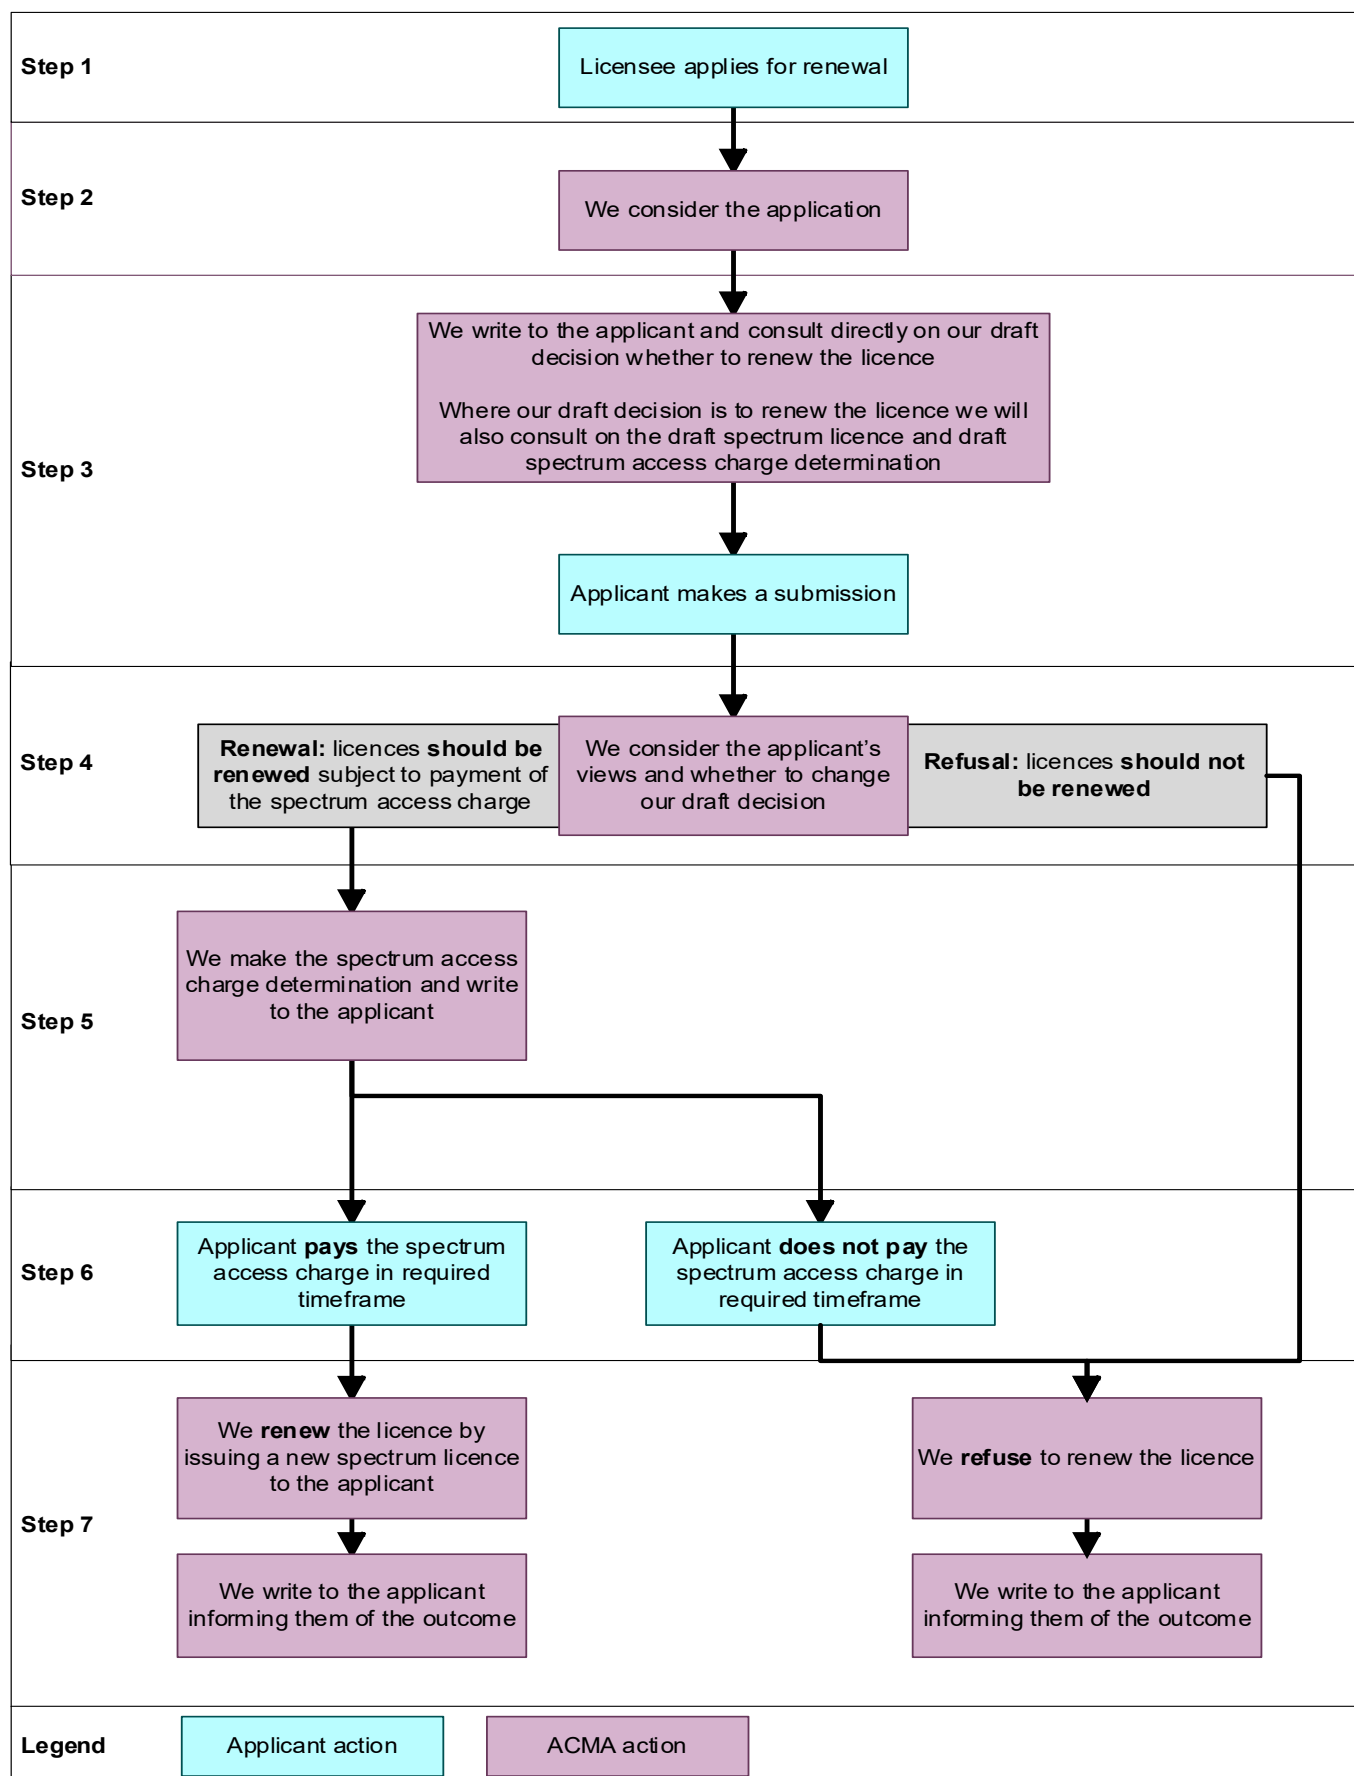 Step 1
Licensee applies for renewal
Step 2
We consider the application
Step 3
We write to the applicant and consult directly on our draft
decision whether to renew the licence
Where our draft decision is to renew the licence we will
also consult on the draft spectrum licence and draft
spectrum access charge determination
Applicant makes a submission
Step 4
Renewal: licences should be
renewed subject to payment of
the spectrum access charge
We consider the applicant's
views and whether to change
our draft decision
Refusal: licences should not
be renewed
Step 5
We make the spectrum access
charge determination and write
to the applicant
Step 6
Applicant pays the spectrum
access charge in required
timeframe
Applicant does not pay the
spectrum access charge in
required timeframe
Step 7
We renew the licence by
issuing a new spectrum licence
to the applicant
We refuse to renew the licence
We write to the applicant
informing them of the outcome
We write to the applicant
informing them of the outcome
Legend
Applicant action
ACMA action